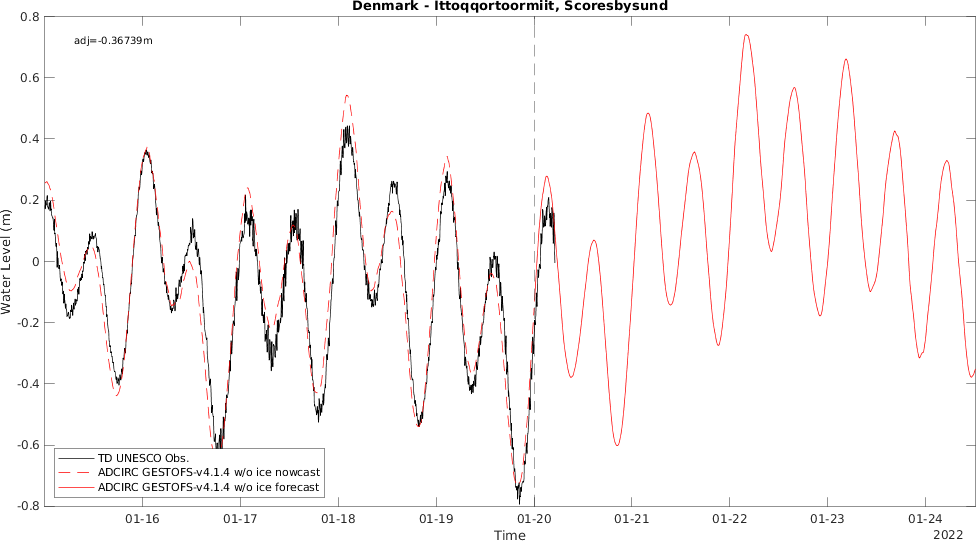 Denmark - Ittoqqortoormiit, Scoresbysund
adj=-0.36739m
0.8
0.6
0.4
0.2
0
-0.2
-0.4
-0.6
-0.8
Water Level (m)
TD UNESCO Obs.
ADCIRC GESTOFS-v4.1.4 w/o ice nowcast
ADCIRC GESTOFS-v4.1.4 w/o ice forecast
01-16 01-17 01-18 01-19 01-20 01-21 01-22 01-23 01-24
Time
2022